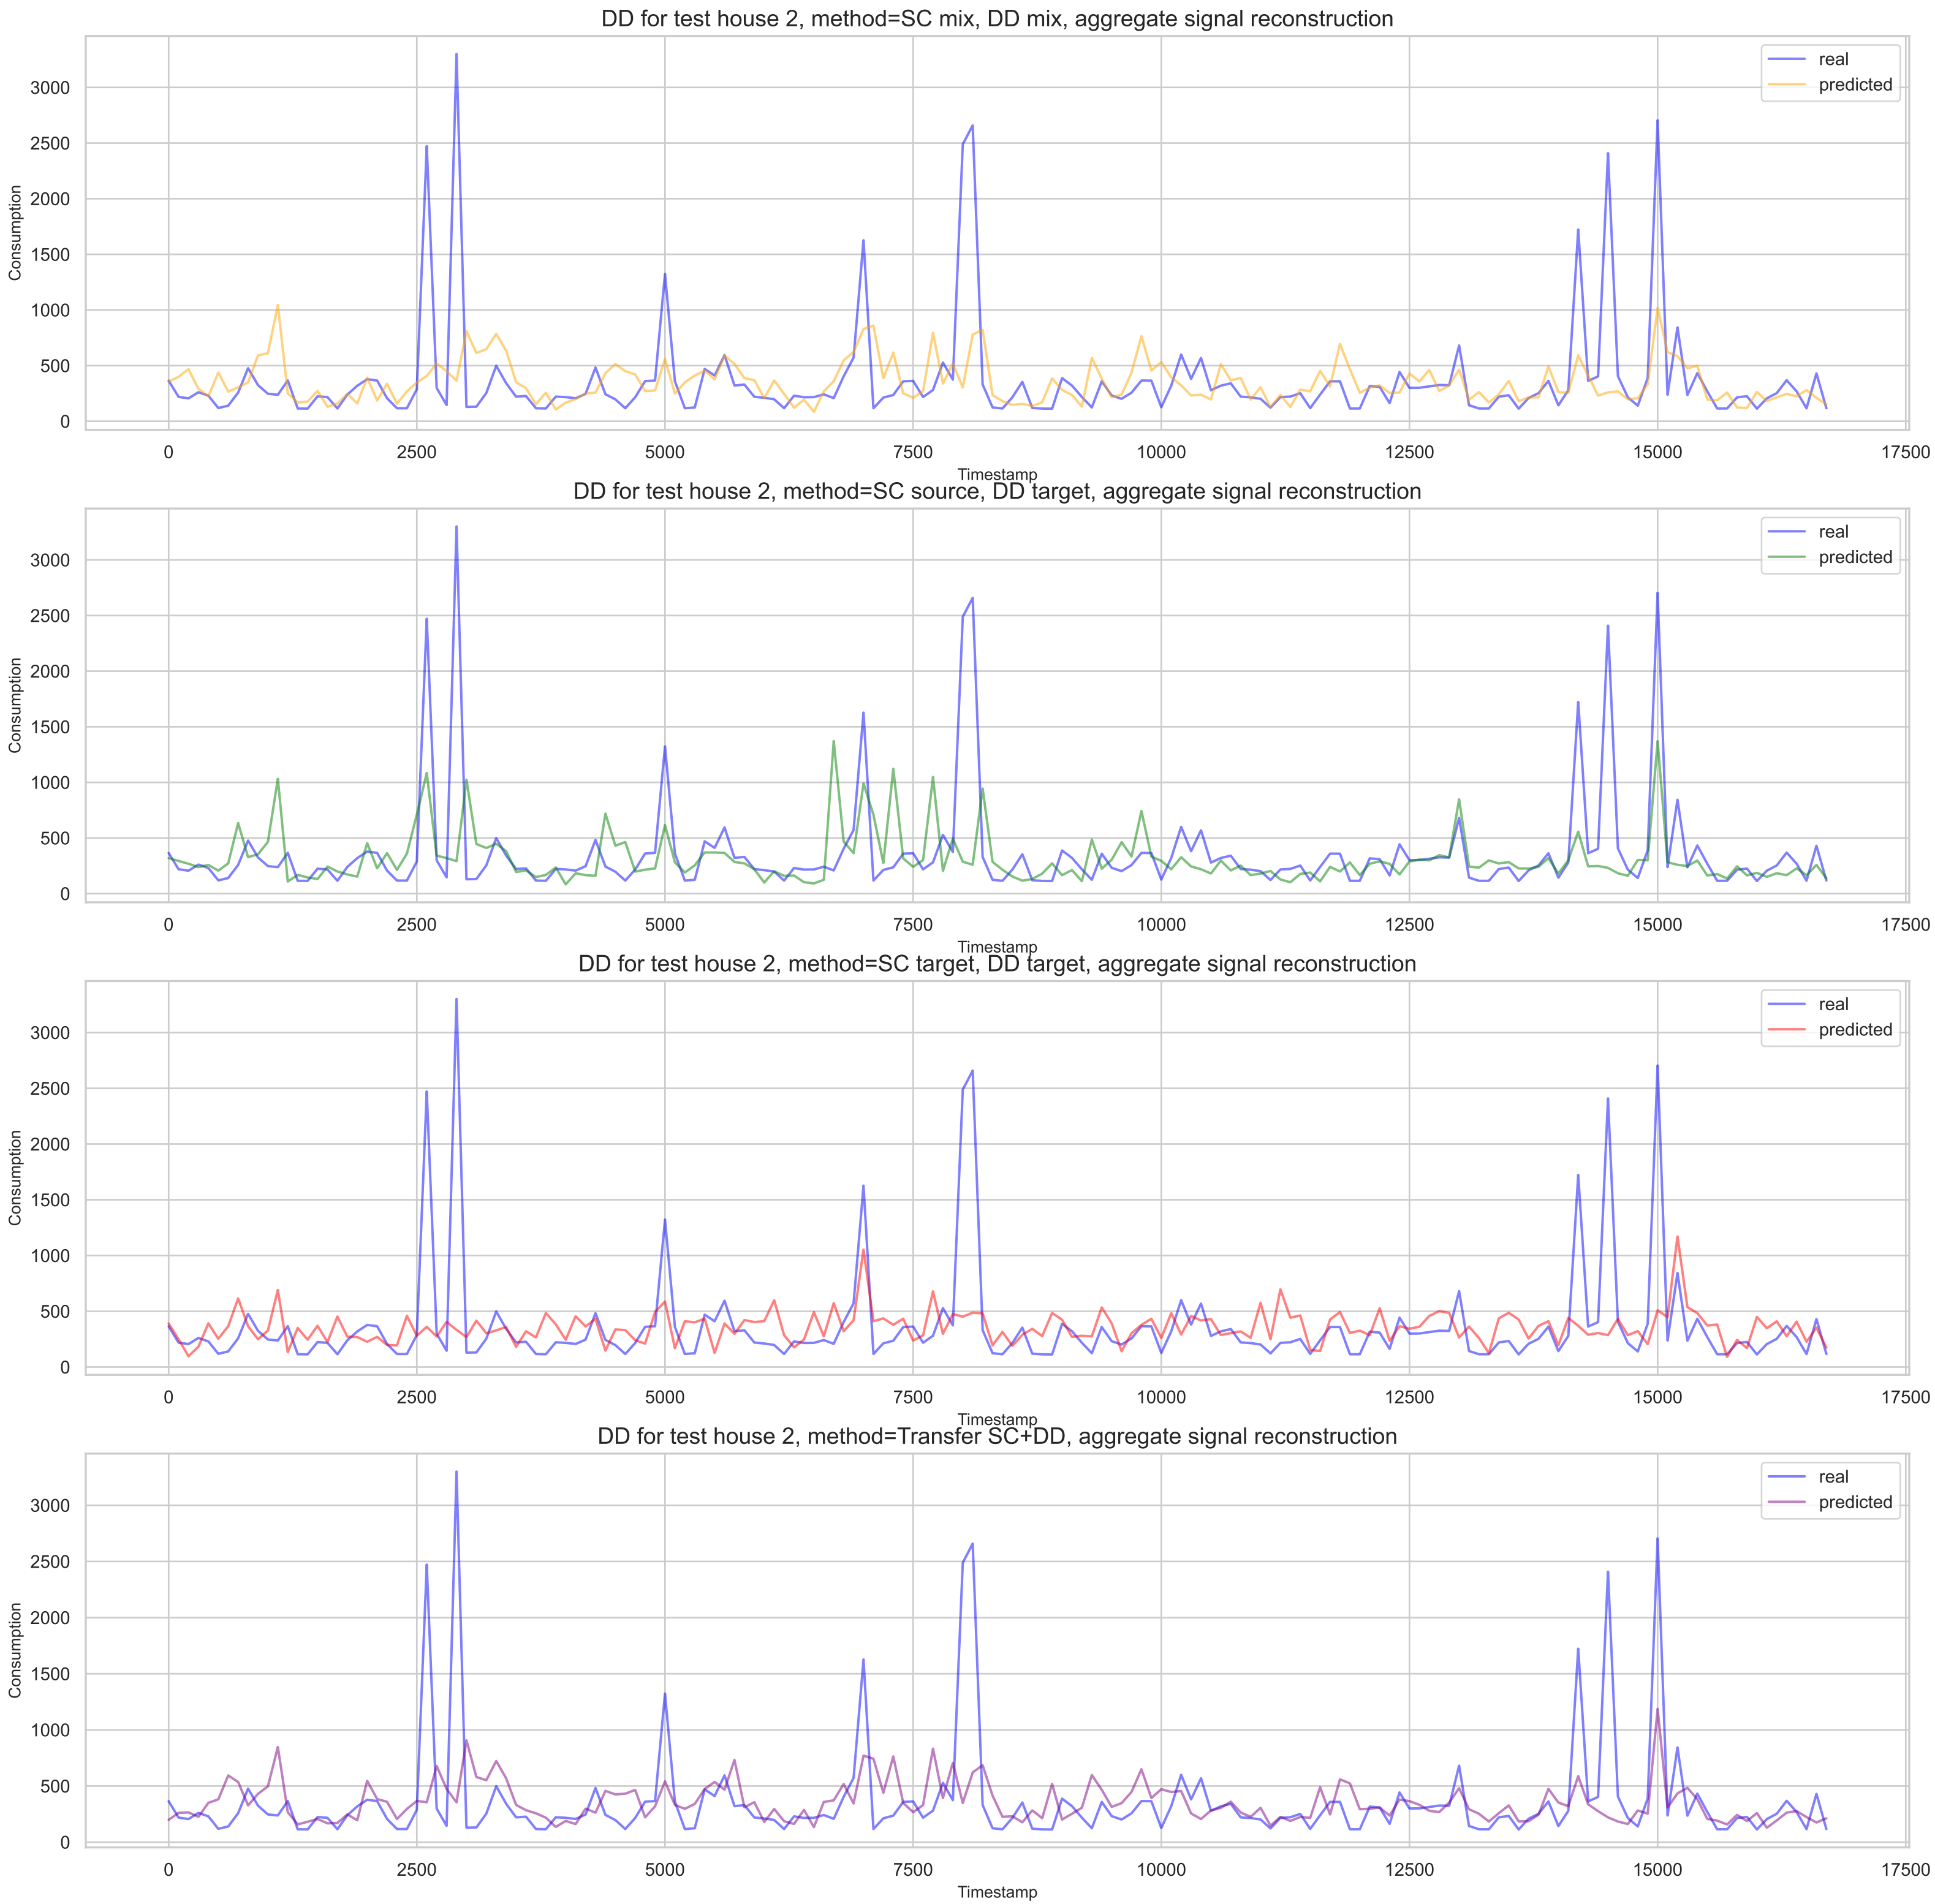 DD for test house 2, method=SC mix, DD mix, aggregate signal reconstruction
real
predicted
3000
2500
2000
1500
1000
500
0
Consumption
0 2500 5000 7500 10000 12500 15000 17500
Timestamp
DD for test house 2, method=SC source, DD target, aggregate signal reconstruction
real
predicted
3000
2500
2000
1500
1000
500
0
Consumption
0 2500 5000 7500 10000 12500 15000 17500
Timestamp
DD for test house 2, method=SC target, DD target, aggregate signal reconstruction
real
predicted
3000
2500
2000
1500
1000
500
0
Consumption
0 2500 5000 7500 10000 12500 15000 17500
Timestamp
DD for test house 2, method=Transfer SC+DD, aggregate signal reconstruction
real
predicted
3000
2500
2000
1500
1000
500
0
Consumption
0 2500 5000 7500 10000 12500 15000 17500
Timestamp